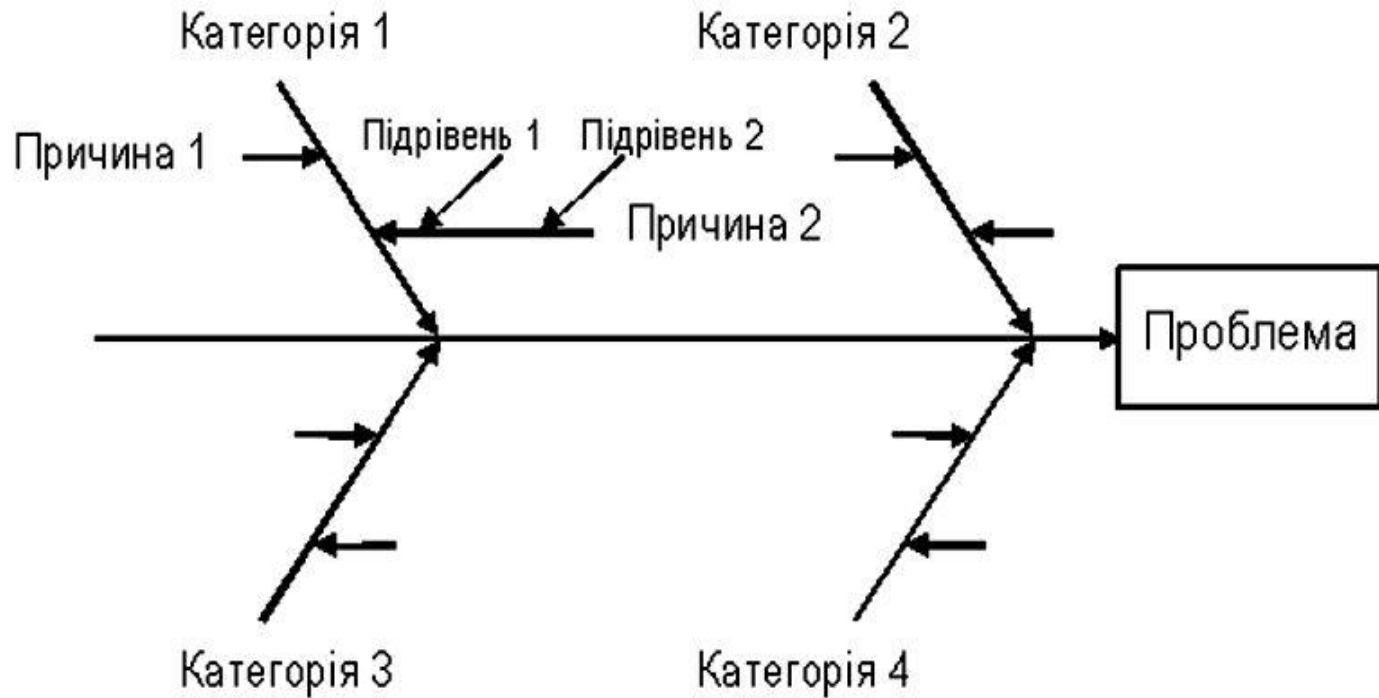 Категорія 1
Категорія 2
Причина 1
Підрівень 1
Підрівень 2
Причина 2
Проблема
Категорія 3
Категорія 4